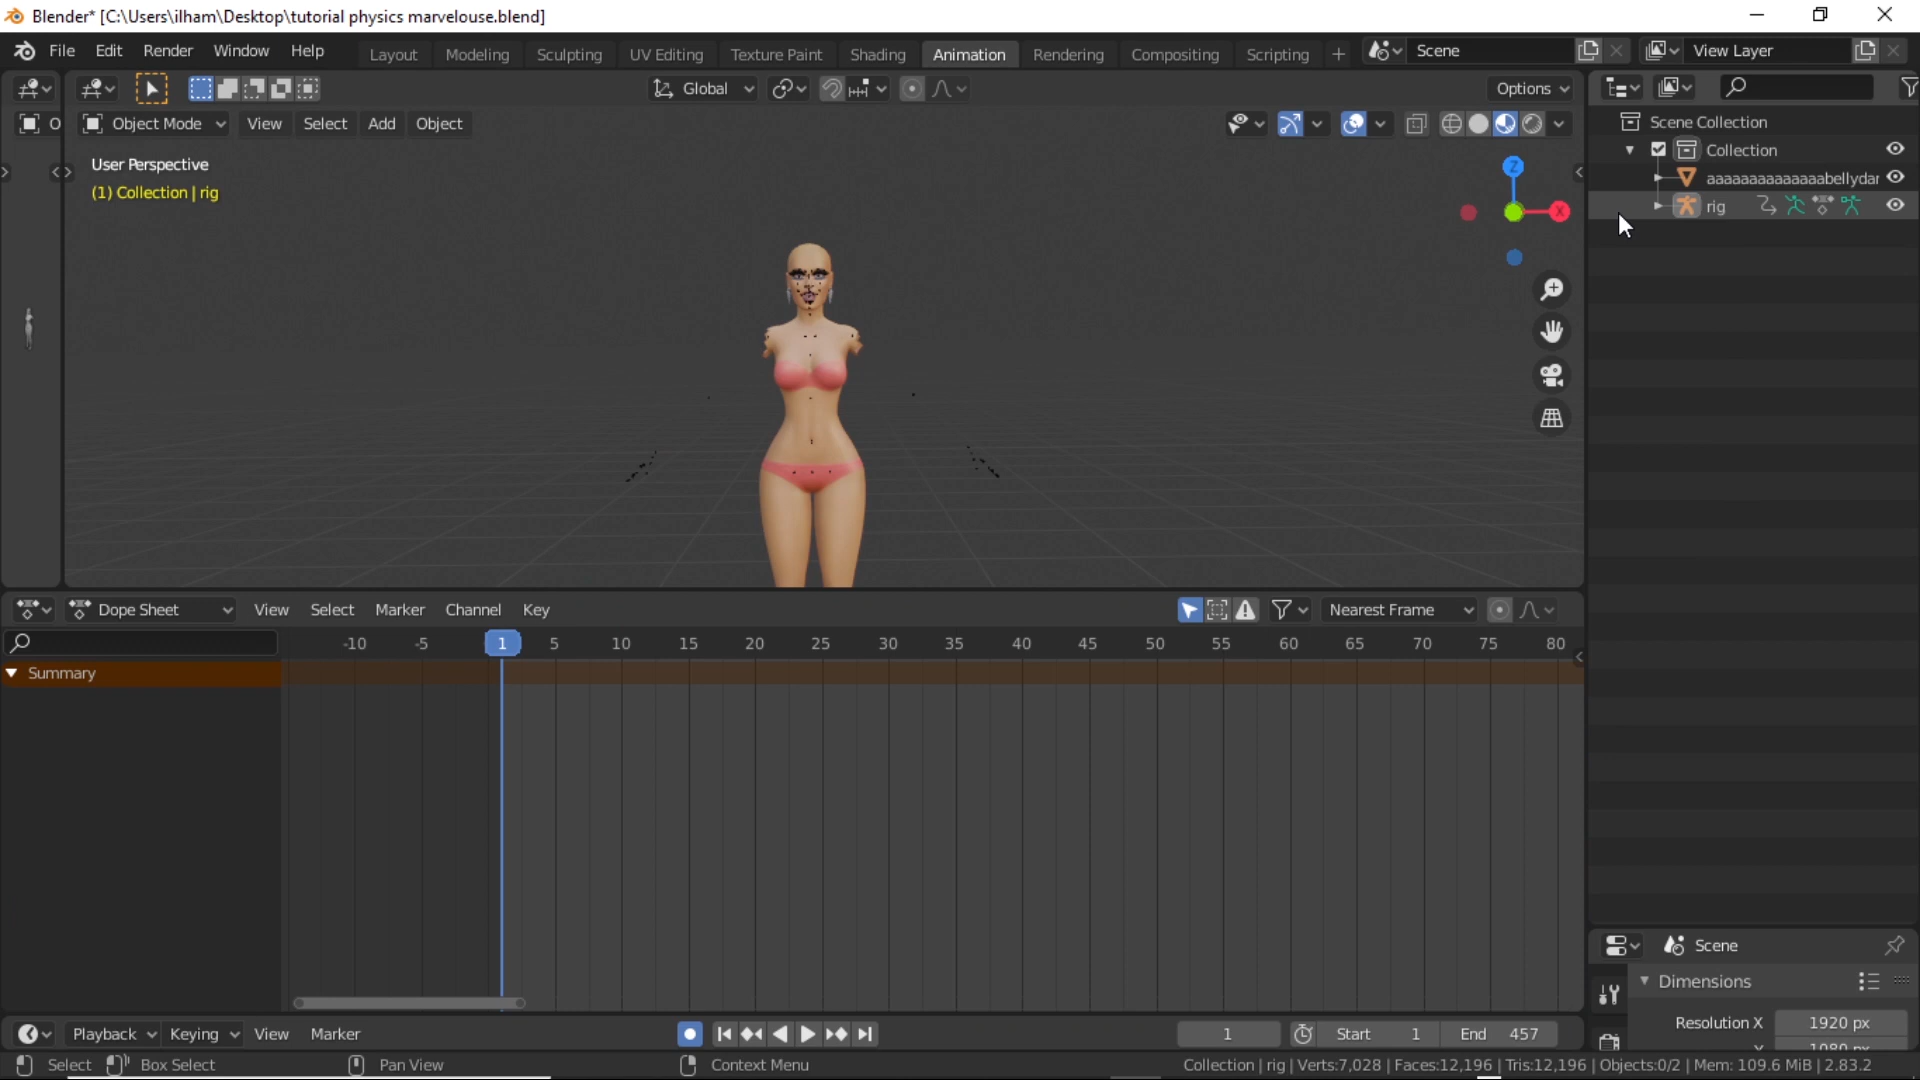 Blender* [C:\Users\ilham\Desktop\tutorial physics marvelouse.blend]
File Edit Render Window Help Layout Modeling Sculpting UV Editing Texture Paint Shading Animation Rendering Compositing Scripting + Scene View Layer
Global Options
O Object Mode View Select Add Object
User Perspective
(1) Collection | rig
Z
X
Scene Collection
Collection
aaaaaaaaaaaaaabellydar
rig
Dope Sheet View Select Marker Channel Key Nearest Frame
-10 -5 1 5 10 15 20 25 30 35 40 45 50 55 60 65 70 75 80
Summary
Scene
Dimensions
Resolution X 1920 px
Playback Keying View Marker 1 Start 1 End 457
Select Box Select Pan View Context Menu Collection | rig | Verts:7,028 | Faces:12,196 | Tris:12,196 | Objects:0/2 | Mem: 109.6 MiB | 2.83.2